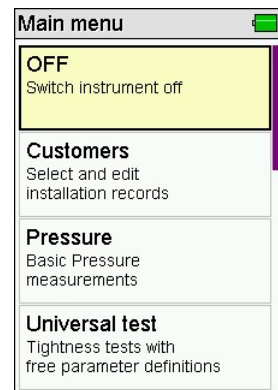 Main menu
OFF
Switch instrument off
Customers
Select and edit
installation records
Pressure
Basic Pressure
measurements
Universal test
Tightness tests with
free parameter definitions